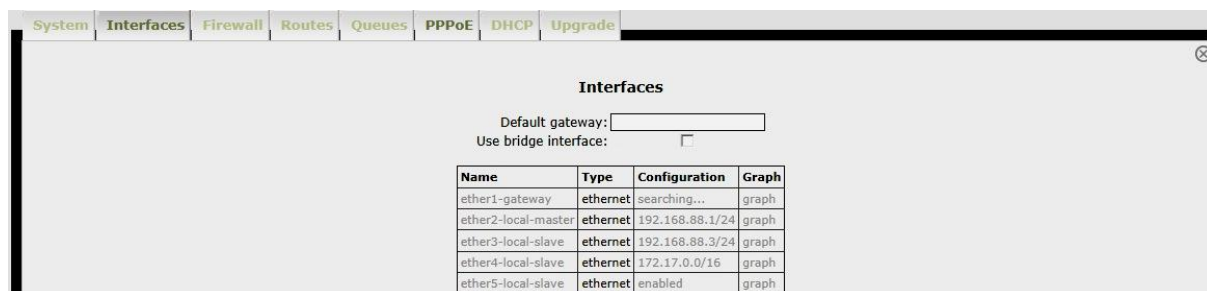 System Interfaces Firewall Routes Queues PPPoE DHCP Upgrade
Interfaces
Default gateway:
Use bridge interface:
Name Type Configuration Graph
ether1-gateway ethernet searching... graph
ether2-local-master ethernet 192.168.88.1/24 graph
ether3-local-slave ethernet 192.168.88.3/24 graph
ether4-local-slave ethernet 172.17.0.0/16 graph
ether5-local-slave ethernet enabled graph